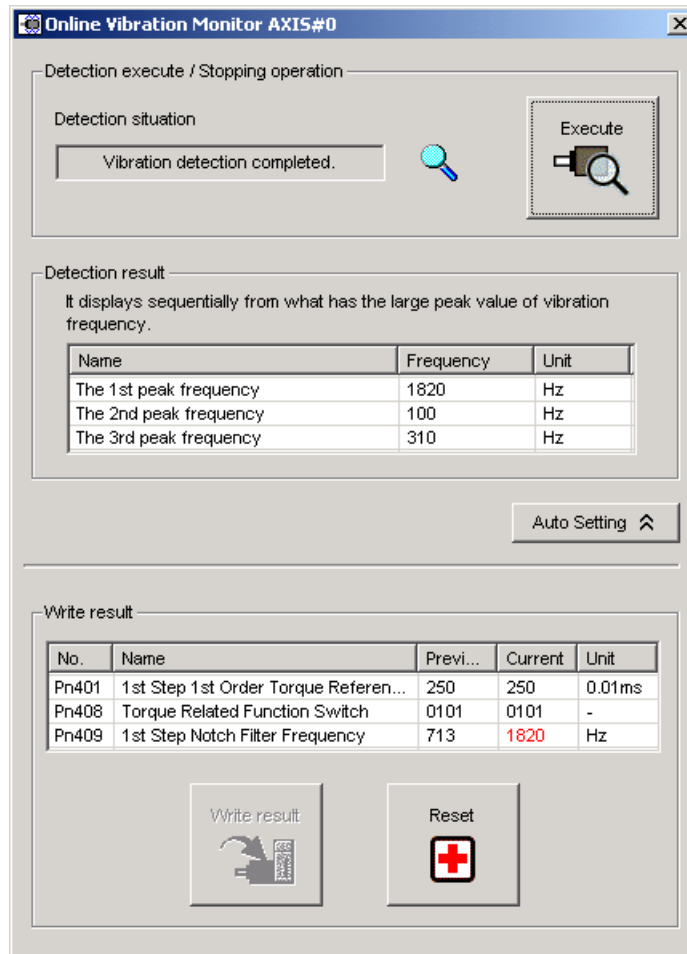 Online Vibration Monitor AXIS#0
Detection execute / Stopping operation
Detection situation
Vibration detection completed.
Execute
Detection result
It displays sequentially from what has the large peak value of vibration
frequency.
Name Frequency Unit
The 1st peak frequency 1820 Hz
The 2nd peak frequency 100 Hz
The 3rd peak frequency 310 Hz
Auto Setting
Write result
No. Name Previ... Current Unit
Pn401 1st Step 1st Order Torque Referen... 250 250 0.01ms
Pn408 Torque Related Function Switch 0101 0101 -
Pn409 1st Step Notch Filter Frequency 713 1820 Hz
Write result
Reset